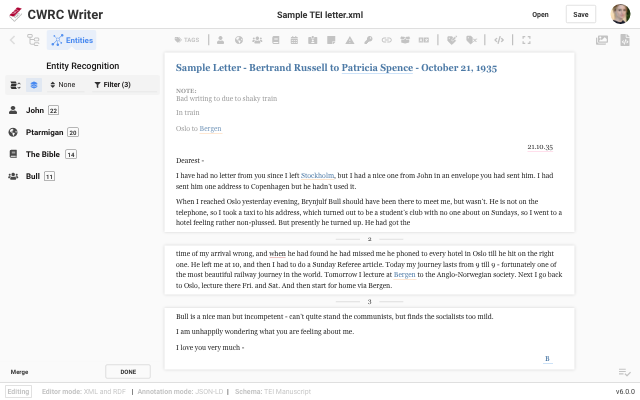 CWRC Writer
Sample TEI letter.xml
Open
Save
Entities
TAGS
Entity Recognition
None
Filter (3)
John 22
Ptarmigan 20
The Bible 14
Bull 11
Merge
DONE
Sample Letter - Bertrand Russell to Patricia Spence - October 21, 1935
NOTE:
Bad writing to due to shaky train
In train
Oslo to Bergen
21.10.35
Dearest -
I have had no letter from you since I left Stockholm, but I had a nice one from John in an envelope you had sent him. I had
sent him one address to Copenhagen but he hadn't used it.
When I reached Oslo yesterday evening, Brynjulf Bull should have been there to meet me, but wasn't. He is not on the
telephone, so I took a taxi to his address, which turned out to be a student's club with no one about on Sundays, so I went to a
hotel feeling rather non-plussed. But presently he turned up. He had got the
2
time of my arrival wrong, and when he had found he had missed me he phoned to every hotel in Oslo till he hit on the right
one. He left me at 10, and then I had to do a Sunday Referee article. Today my journey lasts from 9 till 9 - fortunately one of
the most beautiful railway journey in the world. Tomorrow I lecture at Bergen to the Anglo-Norwegian society. Next I go back
to Oslo, lecture there Fri. and Sat. And then start for home via Bergen.
3
Bull is a nice man but incompetent - can't quite stand the communists, but finds the socialists too mild.
I am unhappily wondering what you are feeling about me.
I love you very much -
B
Editing
Editor mode: XML and RDF | Annotation mode: JSON-LD | Schema: TEI Manuscript
v6.0.0